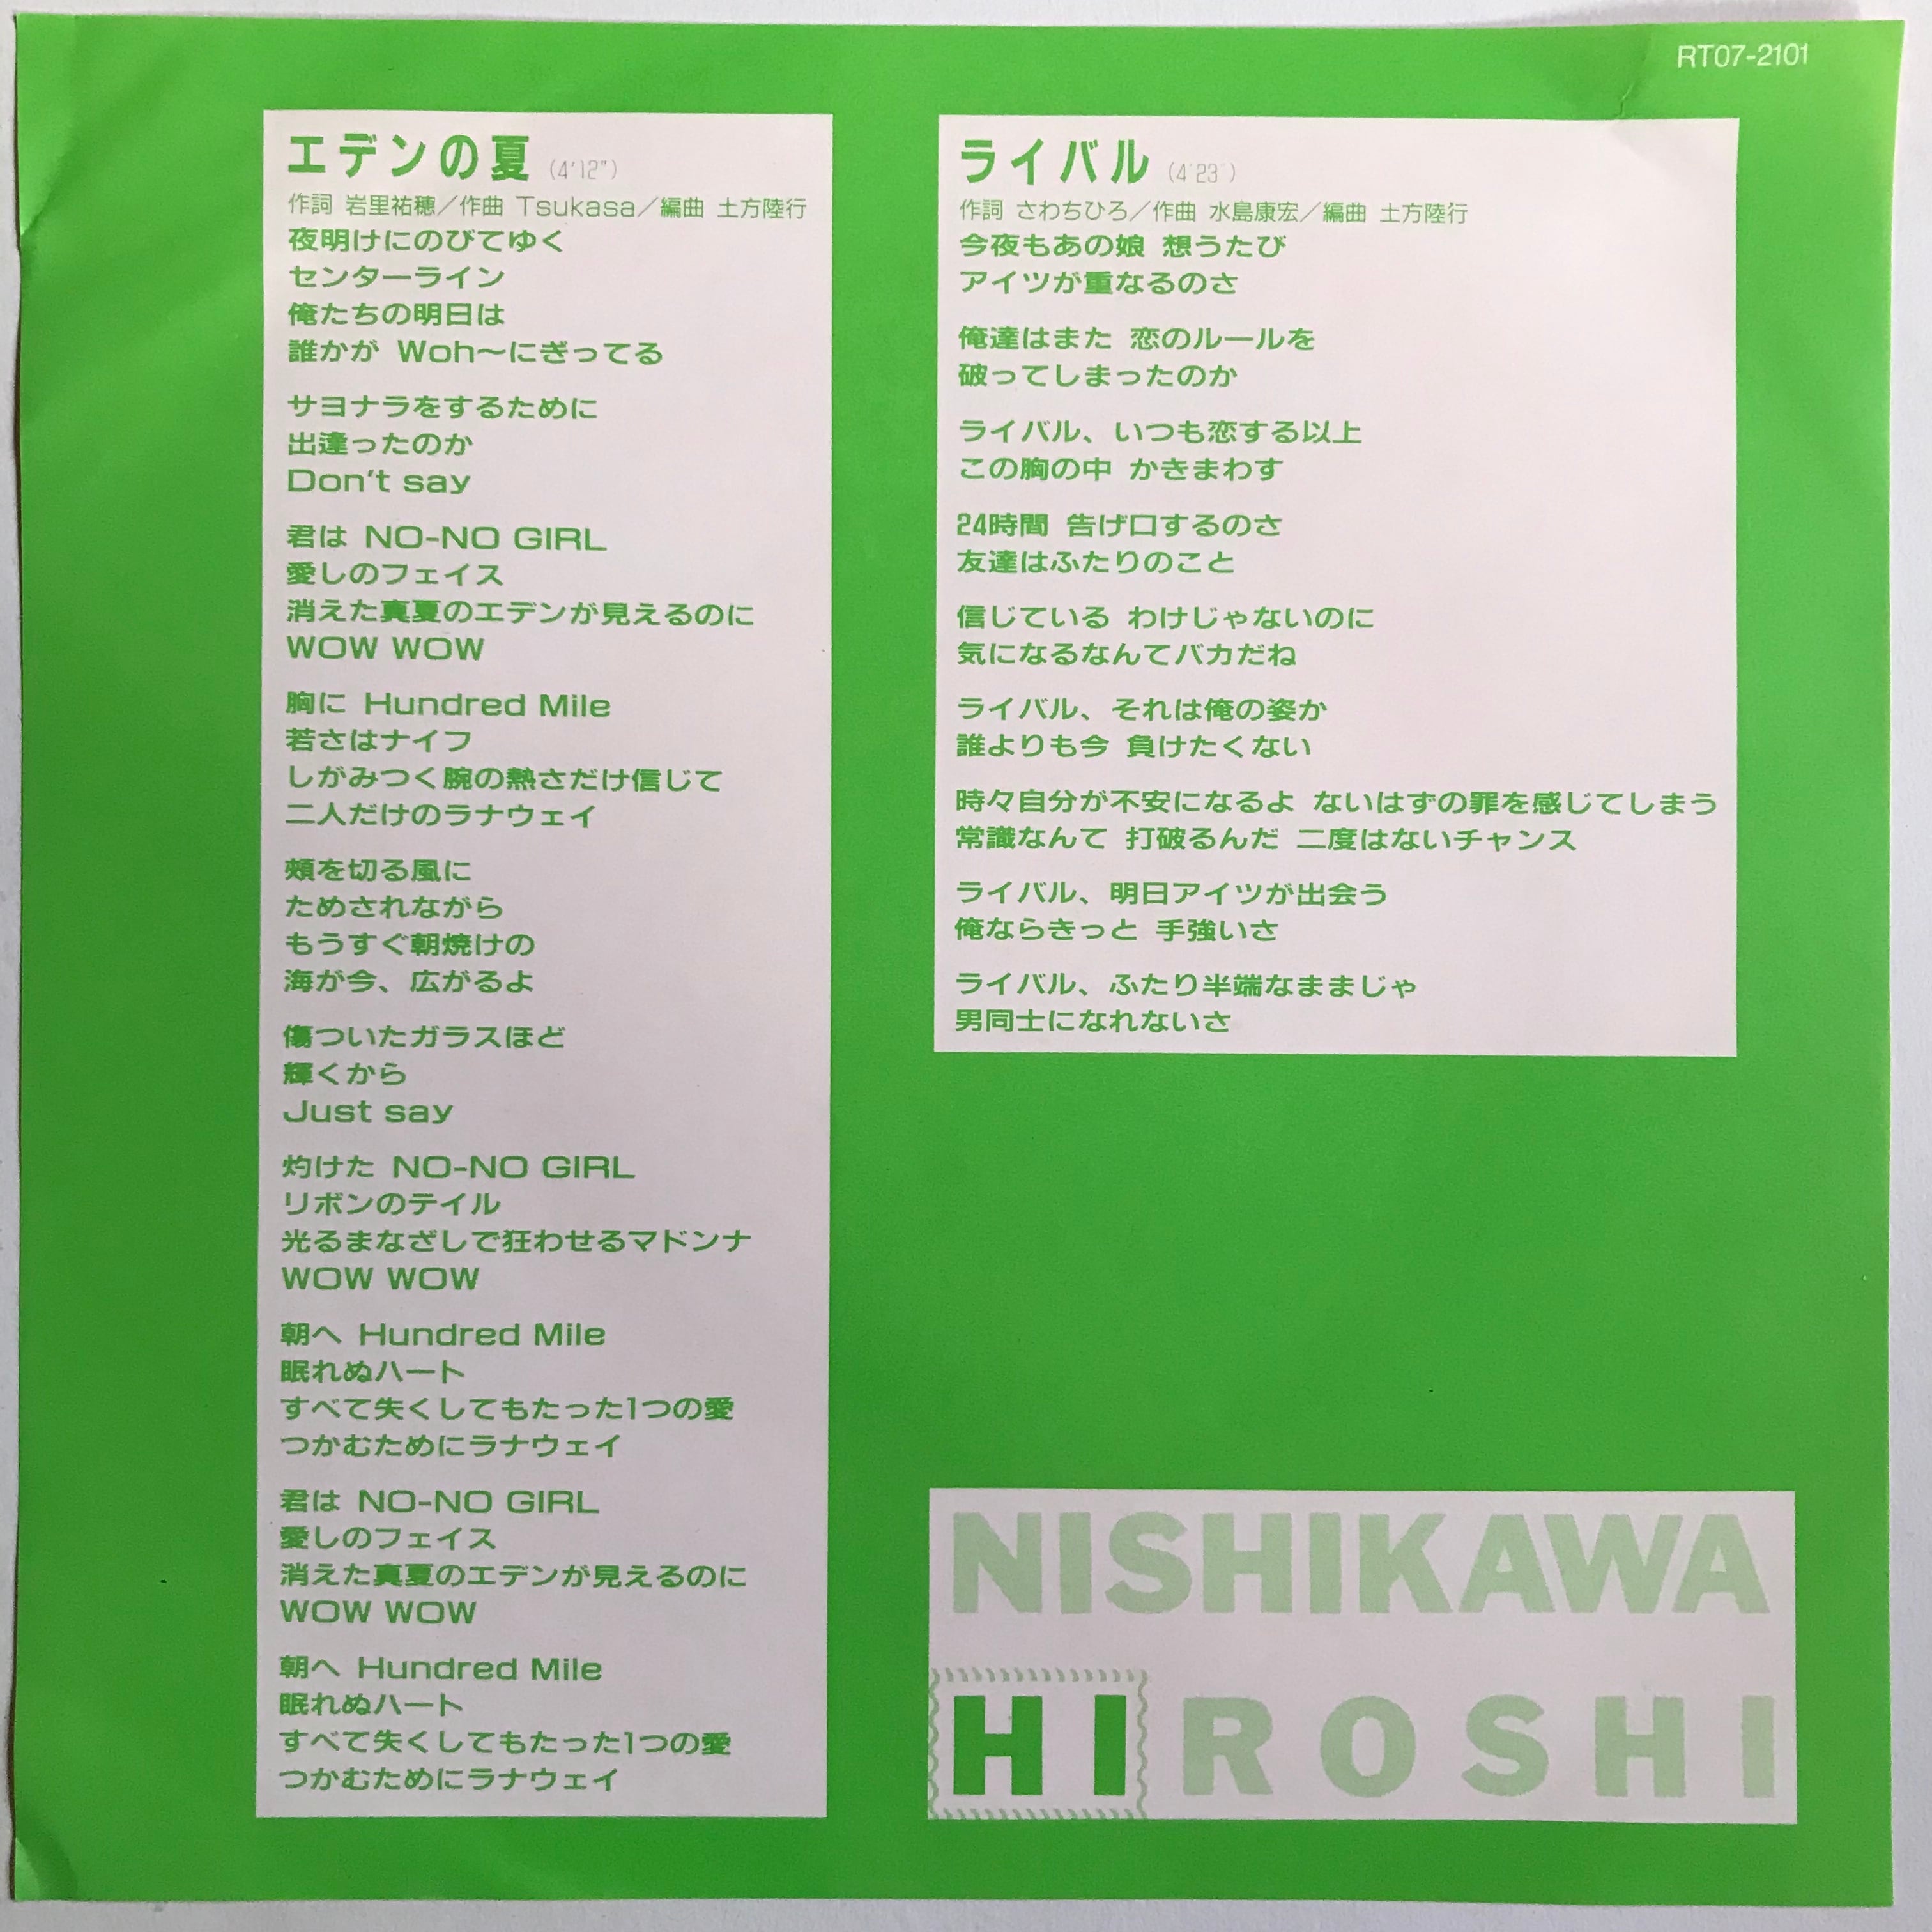 RT07-2101
エデンの夏 (4'12")
作詞 岩里祐穂／作曲 Tsukasa／編曲 土方陸行
夜明けにのびてゆく
センターライン
俺たちの明日は
誰かが Woh～にぎってる
サヨナラをするために
出逢ったのか
Don't say
君は NO-NO GIRL
愛しのフェイス
消えた真夏のエデンが見えるのに
WOW WOW
胸に Hundred Mile
若さはナイフ
しがみつく腕の熱さだけ信じて
二人だけのラナウェイ
頬を切る風に
ためされながら
もうすぐ朝焼けの
海が今、広がるよ
傷ついたガラスほど
輝くから
Just say
灼けた NO-NO GIRL
リボンのテイル
光るまなざしで狂わせるマドンナ
WOW WOW
朝へ Hundred Mile
眠れぬハート
すべて失くしてもたった1つの愛
つかむためにラナウェイ
君は NO-NO GIRL
愛しのフェイス
消えた真夏のエデンが見えるのに
WOW WOW
朝へ Hundred Mile
眠れぬハート
すべて失くしてもたった1つの愛
つかむためにラナウェイ
ライバル (4'23")
作詞 さわちひろ／作曲 水島康宏／編曲 土方陸行
今夜もあの娘 想うたび
アイツが重なるのさ
俺達はまた 恋のルールを
破ってしまったのか
ライバル、いつも恋する以上
この胸の中 かきまわす
24時間 告げ口するのさ
友達はふたりのこと
信じている わけじゃないのに
気になるなんてバカだね
ライバル、それは俺の姿か
誰よりも今 負けたくない
時々自分が不安になるよ ないはずの罪を感じてしまう
常識なんて 打破るんだ 二度はないチャンス
ライバル、明日アイツが出会う
俺ならきっと 手強いさ
ライバル、ふたり半端なままじゃ
男同士になれないさ
NISHIKAWA
HIROSHI